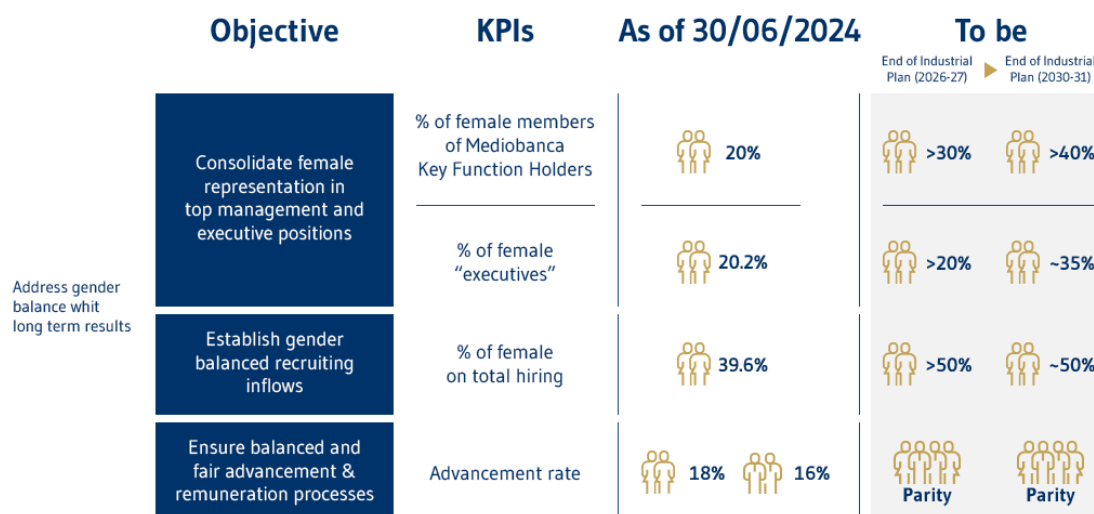 Objective
KPIs
As of 30/06/2024
To be
End of Industrial
Plan (2026-27)
End of Industrial
Plan (2030-31)
Address gender
balance whit
long term results
Consolidate female
representation in
top management and
executive positions
% of female members
of Mediobanca
Key Function Holders
20%
>30%
>40%
% of female
“executives”
20.2%
>20%
~35%
Establish gender
balanced recruiting
inflows
% of female
on total hiring
39.6%
>50%
~50%
Ensure balanced and
fair advancement &
remuneration processes
Advancement rate
18%
16%
Parity
Parity